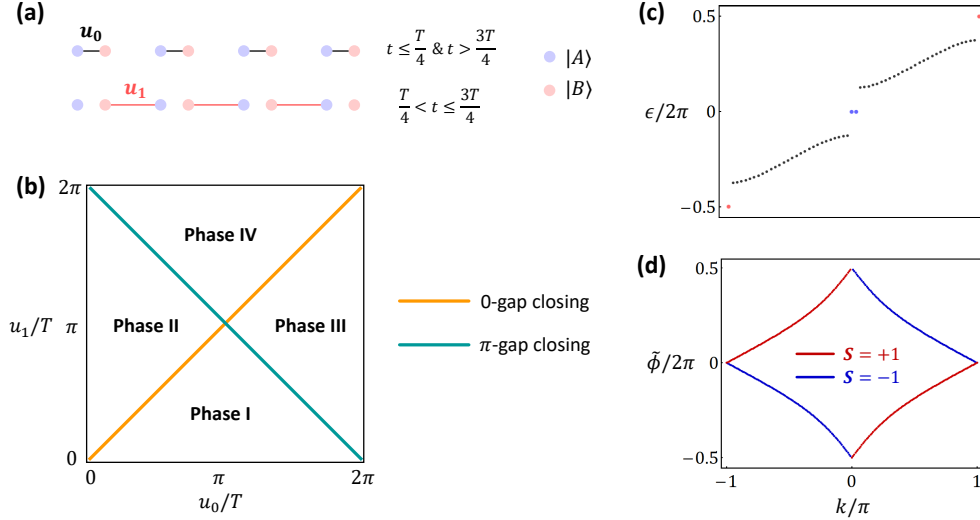 (a)
u₀
t ≤ T/4 & t > 3T/4
|A⟩
u₁
T/4 < t ≤ 3T/4
|B⟩
(b)
2π
Phase IV
u₁/T π
Phase II
Phase III
Phase I
0
0 π 2π
u₀/T
0-gap closing
π-gap closing
(c)
0.5
ϵ/2π 0
−0.5
(d)
0.5
ϕ̃/2π 0
S = +1
S = −1
−0.5
−1 0 1
k/π